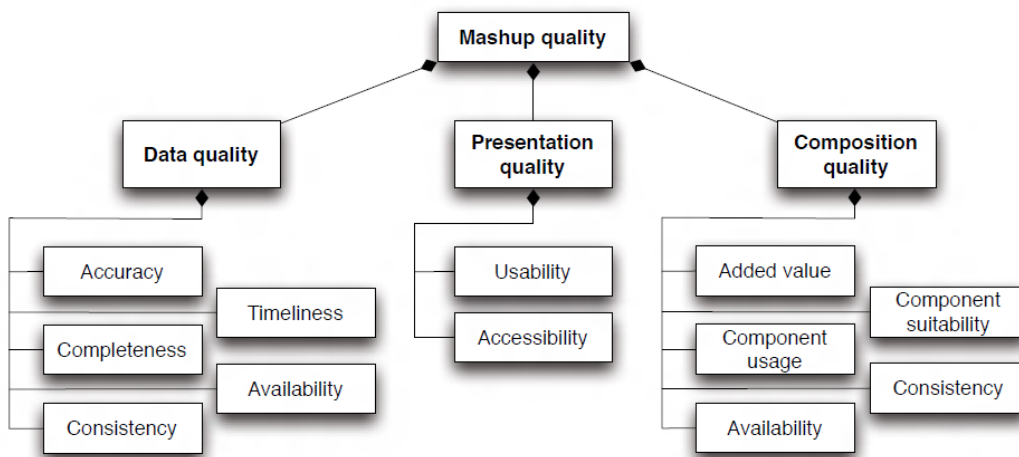 Mashup quality
Data quality
Presentation
quality
Composition
quality
Accuracy
Timeliness
Completeness
Availability
Consistency
Usability
Accessibility
Added value
Component
suitability
Component
usage
Consistency
Availability